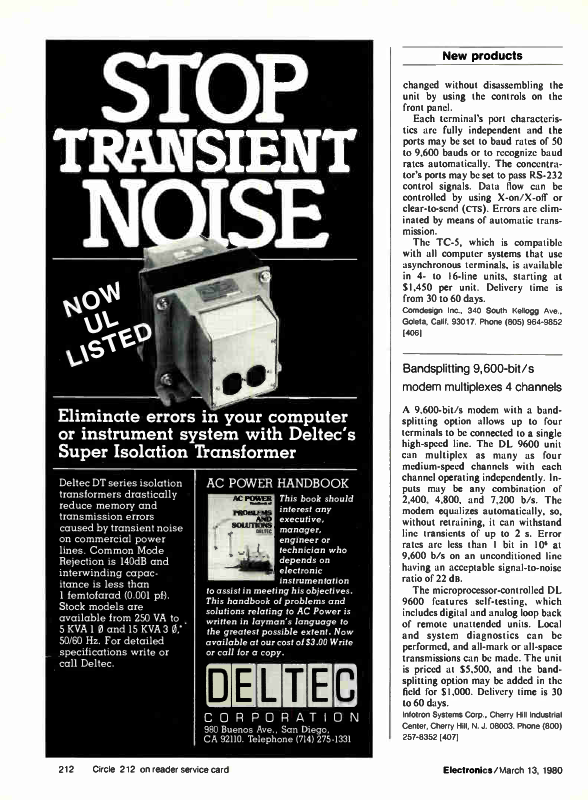 STOP
TRANSIENT
NOISE
NOW
UL
LISTED
Eliminate errors in your computer
or instrument system with Deltec's
Super Isolation Transformer
Deltec DT series isolation
transformers drastically
reduce memory and
transmission errors
caused by transient noise
on commercial power
lines. Common Mode
Rejection is 140dB and
interwinding capac-
itance is less than
1 femtofarad (0.001 pf).
Stock models are
available from 250 VA to
5 KVA 1 Ø and 15 KVA 3 Ø,
50/60 Hz. For detailed
specifications write or
call Deltec.
AC POWER HANDBOOK
AC POWER
PROBLEMS
AND
SOLUTIONS
DELTEC
This book should
interest any
executive,
manager,
engineer or
technician who
depends on
electronic
instrumentation
to assist in meeting his objectives.
This handbook of problems and
solutions relating to AC Power is
written in layman's language to
the greatest possible extent. Now
available at our cost of $3.00 Write
or call for a copy.
DELTEC
CORPORATION
980 Buenos Ave., San Diego,
CA 92110. Telephone (714) 275-1331
New products
changed without disassembling the
unit by using the controls on the
front panel.
Each terminal's port characteris-
tics are fully independent and the
ports may be set to baud rates of 50
to 9,600 bauds or to recognize baud
rates automatically. The concentra-
tor's ports may be set to pass RS-232
control signals. Data flow can be
controlled by using X-on/X-off or
clear-to-send (CTS). Errors are elim-
inated by means of automatic trans-
mission.
The TC-5, which is compatible
with all computer systems that use
asynchronous terminals, is available
in 4- to 16-line units, starting at
$1,450 per unit. Delivery time is
from 30 to 60 days.
Comdesign Inc., 340 South Kellogg Ave.,
Goleta, Calif. 93017. Phone (805) 964-9852
[406]
Bandsplitting 9,600-bit/s
modem multiplexes 4 channels
A 9,600-bit/s modem with a band-
splitting option allows up to four
terminals to be connected to a single
high-speed line. The DL 9600 unit
can multiplex as many as four
medium-speed channels with each
channel operating independently. In-
puts may be any combination of
2,400, 4,800, and 7,200 b/s. The
modem equalizes automatically, so,
without retraining, it can withstand
line transients of up to 2 s. Error
rates are less than 1 bit in 10⁶ at
9,600 b/s on an unconditioned line
having an acceptable signal-to-noise
ratio of 22 dB.
The microprocessor-controlled DL
9600 features self-testing, which
includes digital and analog loop back
of remote unattended units. Local
and system diagnostics can be
performed, and all-mark or all-space
transmissions can be made. The unit
is priced at $5,500, and the band-
splitting option may be added in the
field for $1,000. Delivery time is 30
to 60 days.
Infotron Systems Corp., Cherry Hill Industrial
Center, Cherry Hill, N. J. 08003. Phone (800)
257-8352 [407]
212 Circle 212 on reader service card
Electronics/March 13, 1980